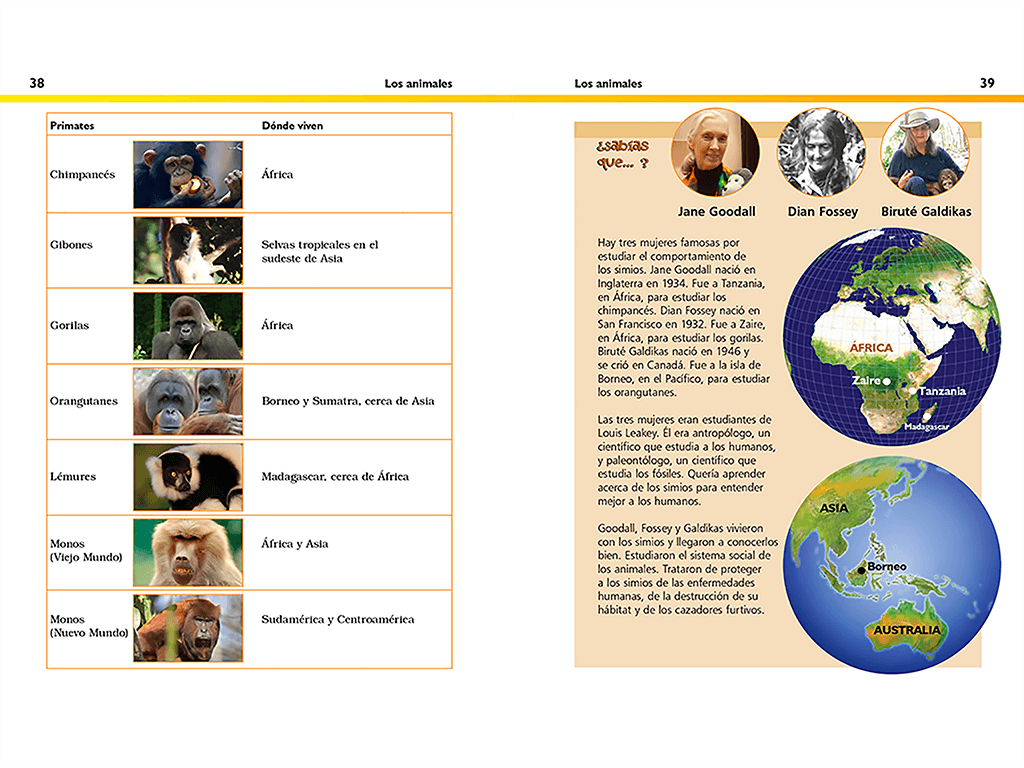 38
Los animales
Primates Dónde viven
Chimpancés África
Gibones Selvas tropicales en el
sudeste de Asia
Gorilas África
Orangutanes Borneo y Sumatra, cerca de Asia
Lémures Madagascar, cerca de África
Monos África y Asia
(Viejo Mundo)
Monos Sudamérica y Centroamérica
(Nuevo Mundo)
Los animales
39
¿Sabías
que... ?
Jane Goodall
Dian Fossey
Biruté Galdikas
Hay tres mujeres famosas por
estudiar el comportamiento de
los simios. Jane Goodall nació en
Inglaterra en 1934. Fue a Tanzania,
en África, para estudiar los
chimpancés. Dian Fossey nació en
San Francisco en 1932. Fue a Zaire,
en África, para estudiar los gorilas.
Biruté Galdikas nació en 1946 y
se crió en Canadá. Fue a la isla de
Borneo, en el Pacífico, para estudiar
los orangutanes.
Las tres mujeres eran estudiantes de
Louis Leakey. Él era antropólogo, un
científico que estudia a los humanos,
y paleontólogo, un científico que
estudia los fósiles. Quería aprender
acerca de los simios para entender
mejor a los humanos.
Goodall, Fossey y Galdikas vivieron
con los simios y llegaron a conocerlos
bien. Estudiaron el sistema social de
los animales. Trataron de proteger
a los simios de las enfermedades
humanas, de la destrucción de su
hábitat y de los cazadores furtivos.
ÁFRICA
Zaire
Tanzania
Madagascar
ASIA
Borneo
AUSTRALIA